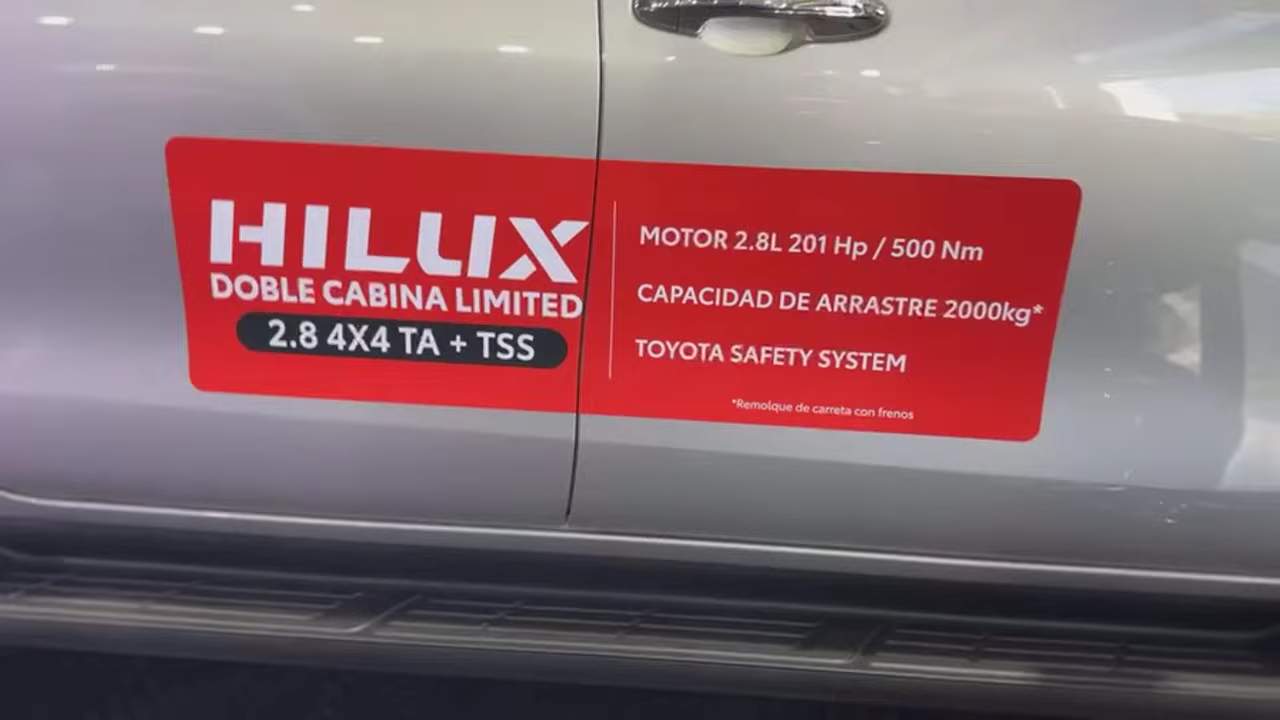 HILUX
DOBLE CABINA LIMITED
2.8 4X4 TA + TSS
MOTOR 2.8L 201 Hp / 500 Nm
CAPACIDAD DE ARRASTRE 2000kg*
TOYOTA SAFETY SYSTEM
*Remolque de carreta con frenos